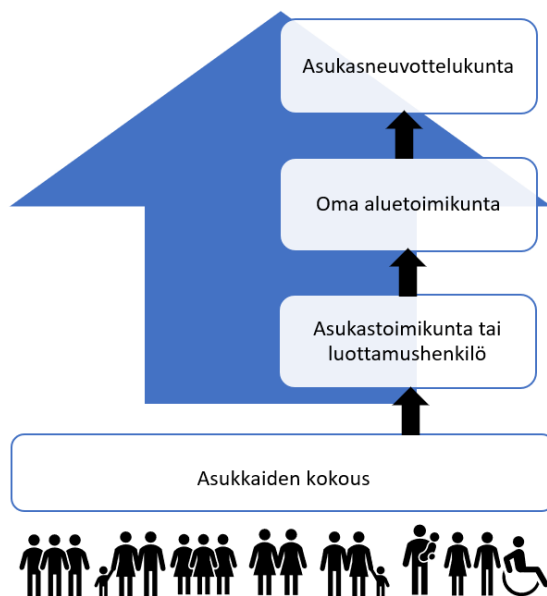 Asukasneuvottelukunta
Oma aluetoimikunta
Asukastoimikunta tai
luottamushenkilö
Asukkaiden kokous